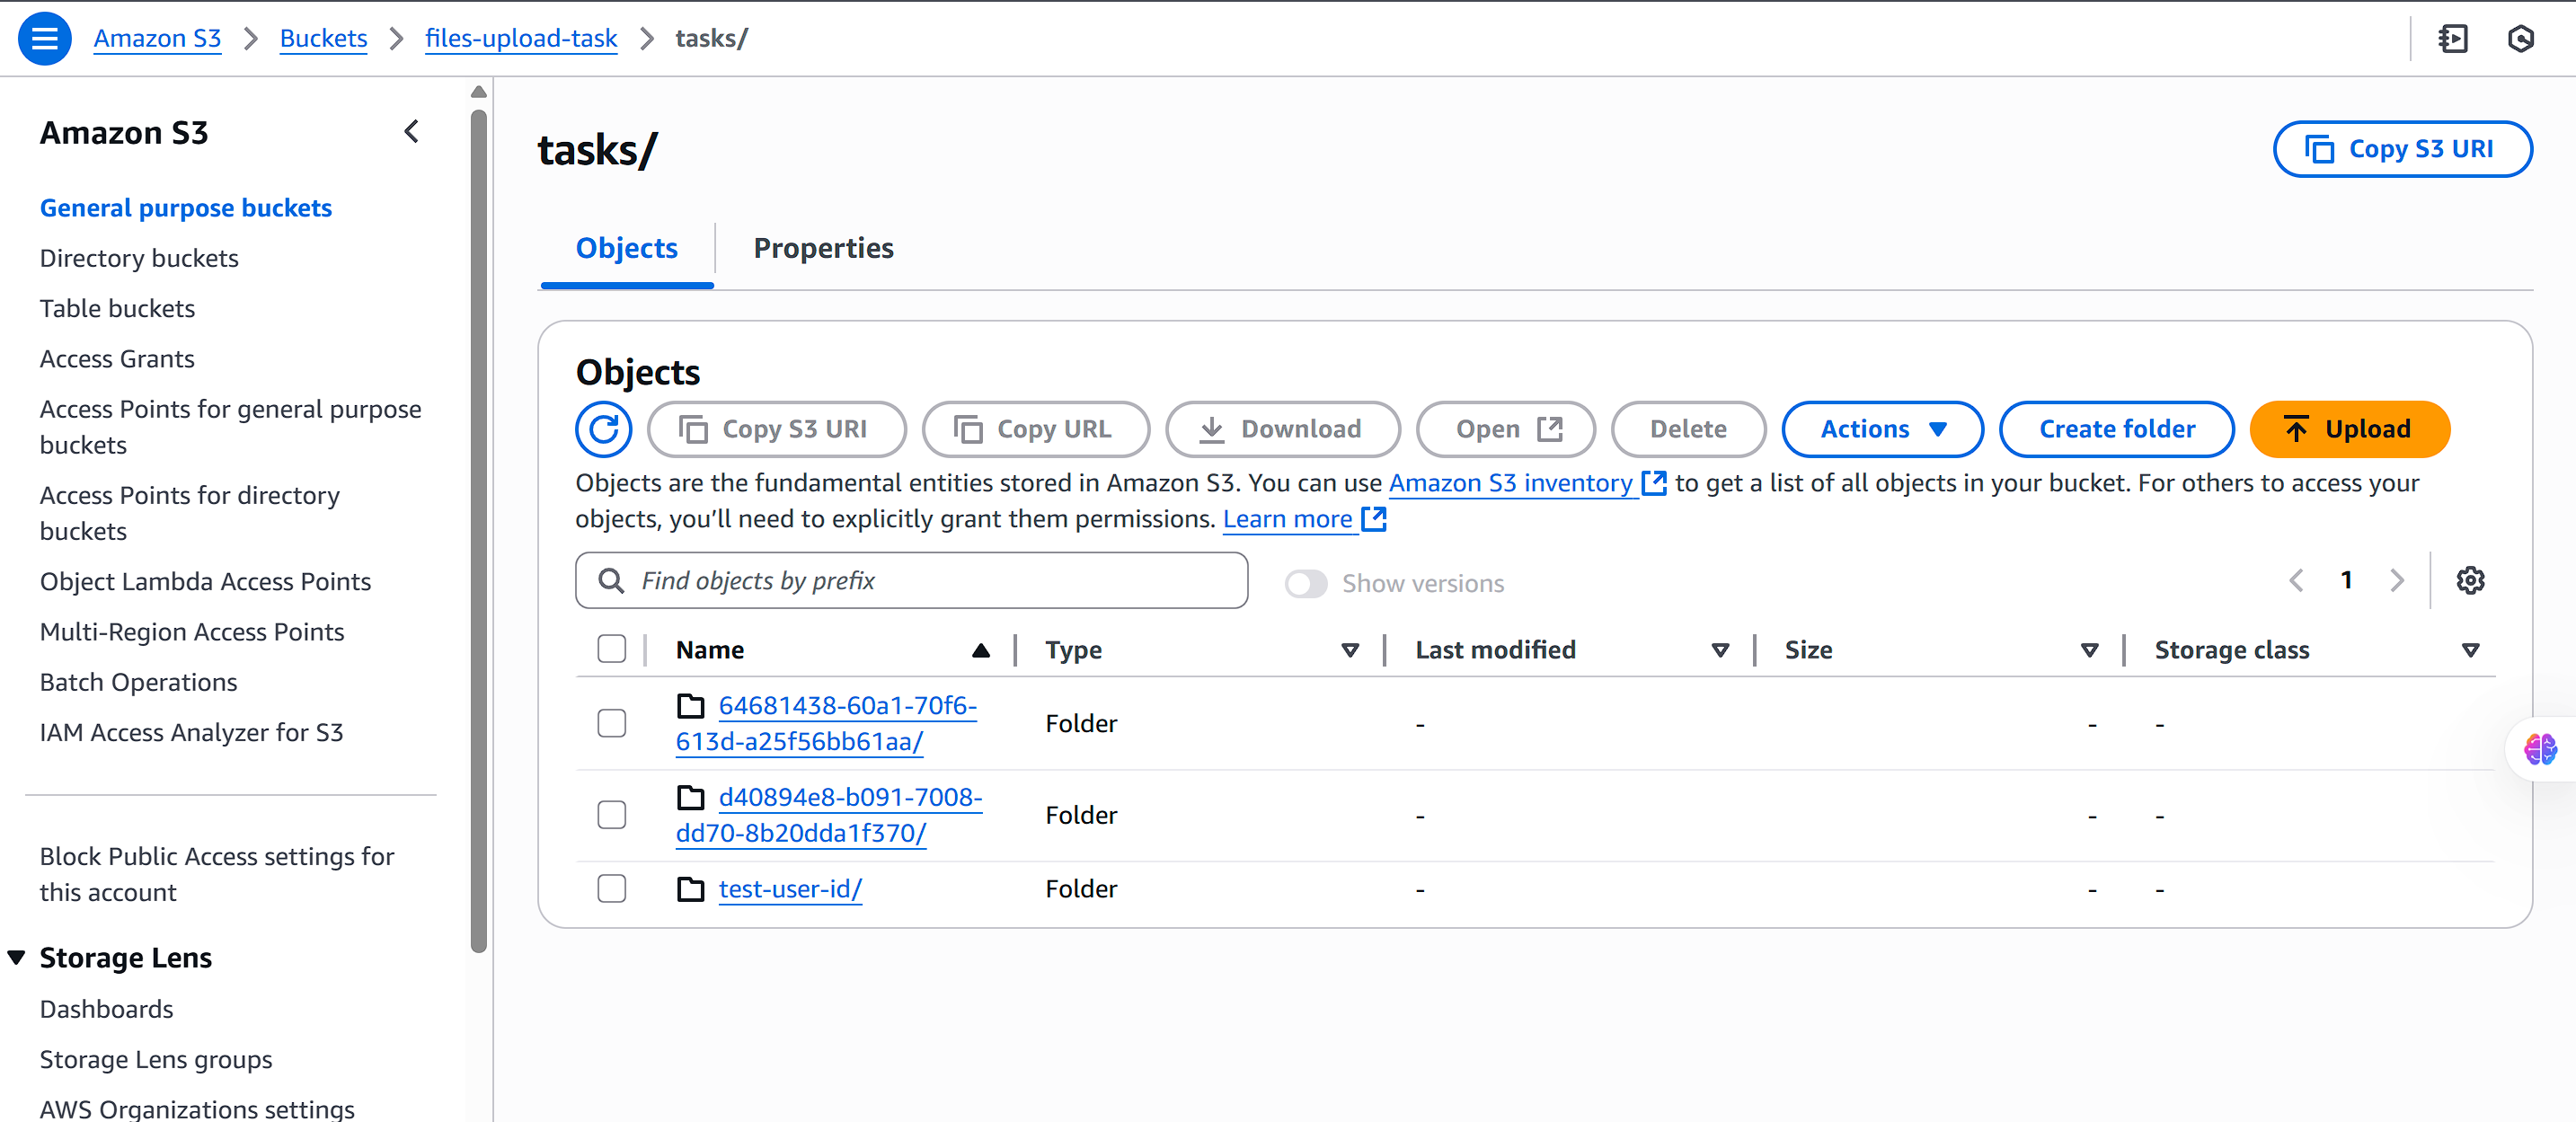 Amazon S3 > Buckets > files-upload-task > tasks/
Amazon S3
General purpose buckets
Directory buckets
Table buckets
Access Grants
Access Points for general purpose
buckets
Access Points for directory
buckets
Object Lambda Access Points
Multi-Region Access Points
Batch Operations
IAM Access Analyzer for S3
Block Public Access settings for
this account
Storage Lens
Dashboards
Storage Lens groups
AWS Organizations settings
tasks/
Copy S3 URI
Objects Properties
Objects
Copy S3 URI Copy URL Download Open Delete Actions Create folder Upload
Objects are the fundamental entities stored in Amazon S3. You can use Amazon S3 inventory to get a list of all objects in your bucket. For others to access your
objects, you’ll need to explicitly grant them permissions. Learn more
Find objects by prefix Show versions 1
Name Type Last modified Size Storage class
64681438-60a1-70f6-
613d-a25f56bb61aa/ Folder - - -
d40894e8-b091-7008-
dd70-8b20dda1f370/ Folder - - -
test-user-id/ Folder - - -